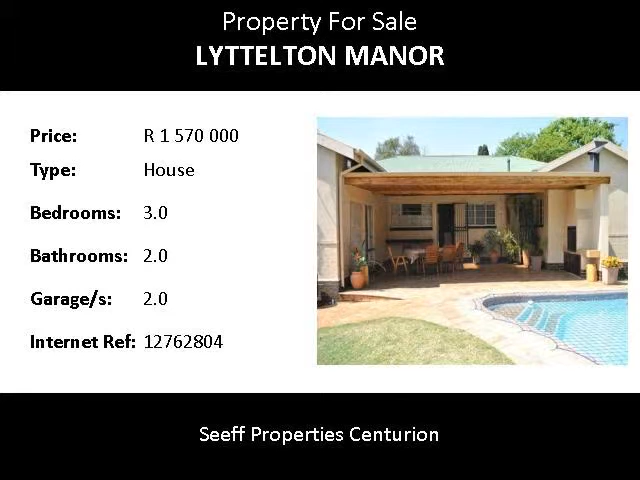 Property For Sale
LYTTELTON MANOR
Price: R 1 570 000
Type: House
Bedrooms: 3.0
Bathrooms: 2.0
Garage/s: 2.0
Internet Ref: 12762804
Seeff Properties Centurion